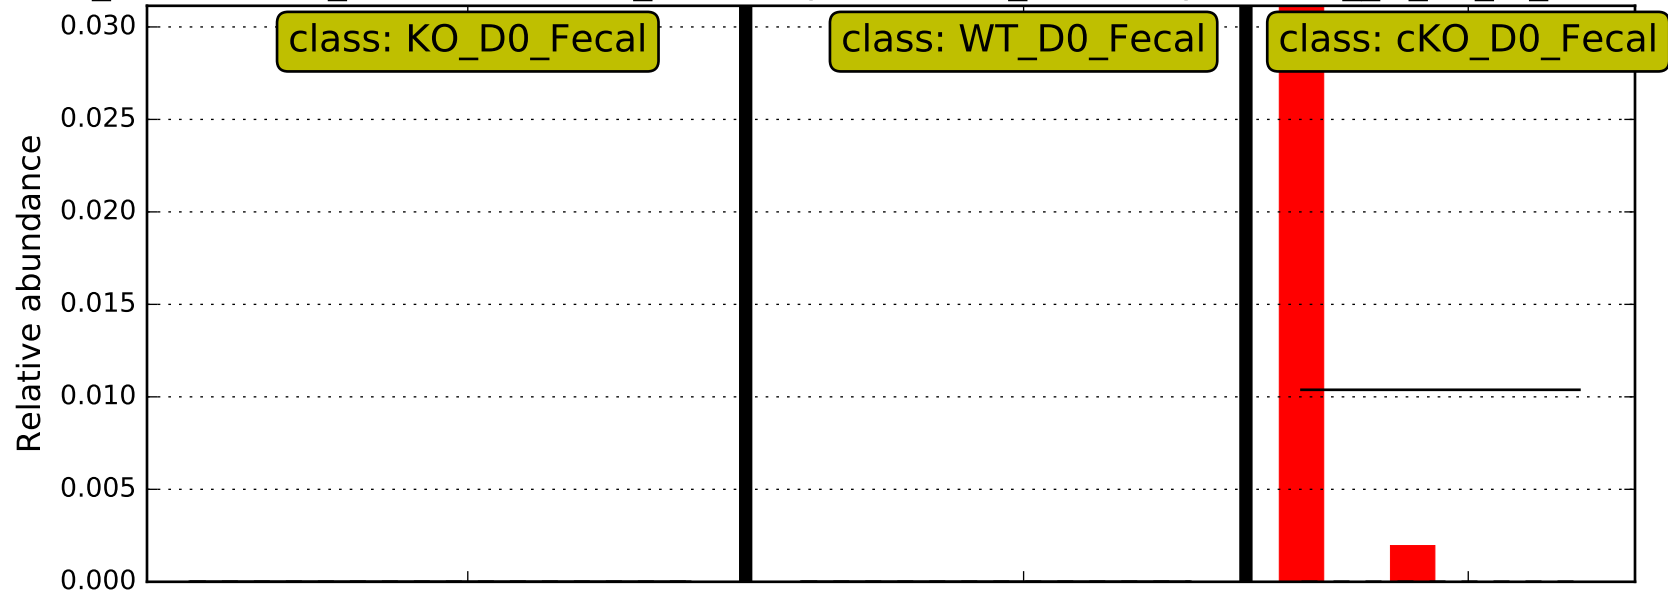 class: KO_D0_Fecal
class: WT_D0_Fecal
class: cKO_D0_Fecal
0.030
0.025
0.020
0.015
0.010
0.005
0.000
Relative abundance